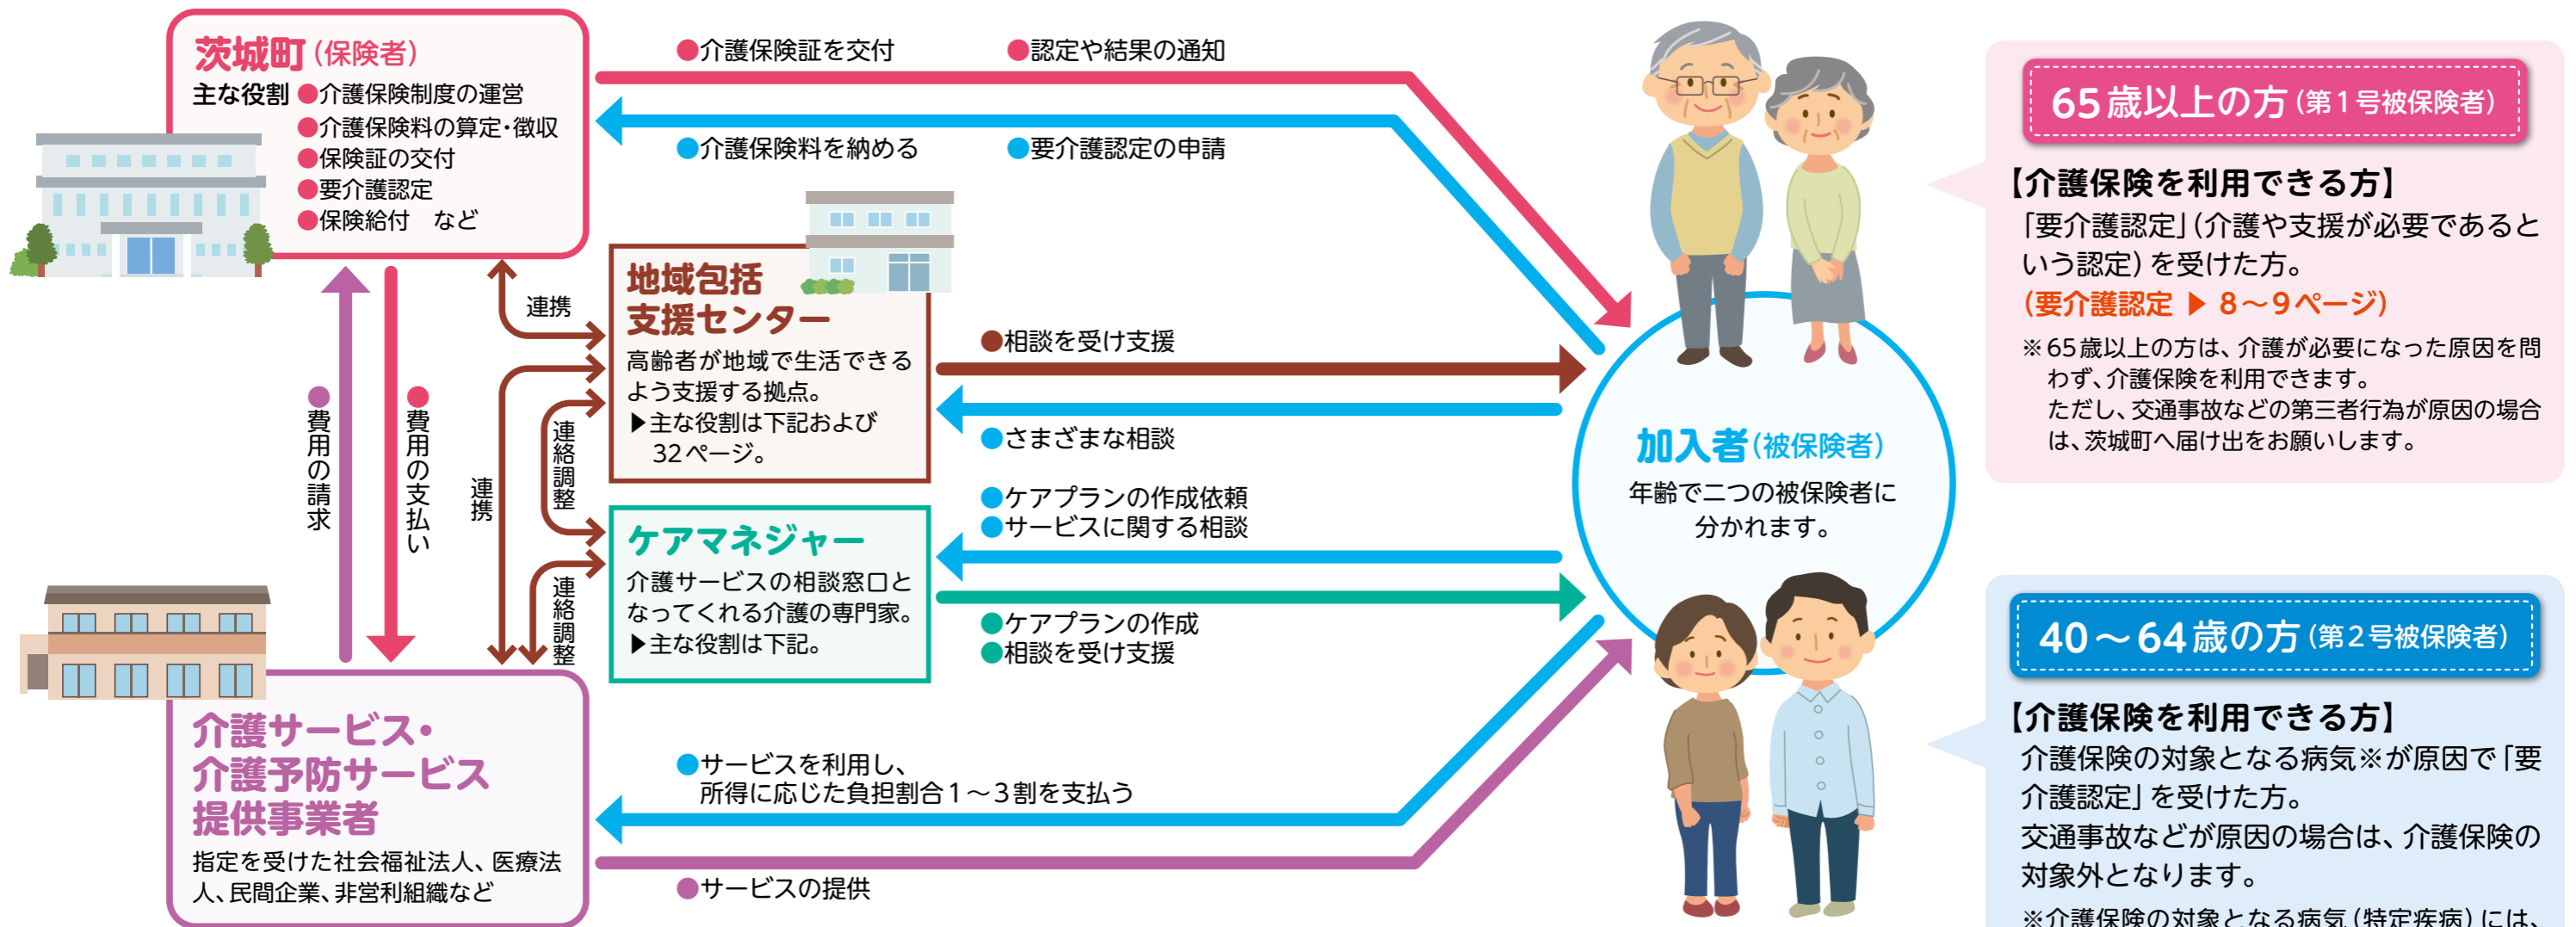 茨城町(保険者)
主な役割 ●介護保険制度の運営
●介護保険料の算定・徴収
●保険証の交付
●要介護認定
●保険給付　など
●介護保険証を交付
●認定や結果の通知
●介護保険料を納める
●要介護認定の申請
連携
地域包括
支援センター
高齢者が地域で生活できる
よう支援する拠点。
▶主な役割は下記および
32ページ。
●相談を受け支援
●さまざまな相談
●費用の請求
●費用の支払い
連携
連絡調整
連絡調整
ケアマネジャー
介護サービスの相談窓口と
なってくれる介護の専門家。
▶主な役割は下記。
●ケアプランの作成依頼
●サービスに関する相談
●ケアプランの作成
●相談を受け支援
介護サービス・
介護予防サービス
提供事業者
指定を受けた社会福祉法人、医療法
人、民間企業、非営利組織など
●サービスを利用し、
所得に応じた負担割合1～3割を支払う
●サービスの提供
加入者(被保険者)
年齢で二つの被保険者に
分かれます。
65歳以上の方(第1号被保険者)
【介護保険を利用できる方】
「要介護認定」(介護や支援が必要であると
いう認定)を受けた方。
(要介護認定 ▶ 8～9ページ)
※65歳以上の方は、介護が必要になった原因を問
わず、介護保険を利用できます。
ただし、交通事故などの第三者行為が原因の場合
は、茨城町へ届け出をお願いします。
40～64歳の方(第2号被保険者)
【介護保険を利用できる方】
介護保険の対象となる病気※が原因で「要
介護認定」を受けた方。
交通事故などが原因の場合は、介護保険の
対象外となります。
※介護保険の対象となる病気(特定疾病)には、